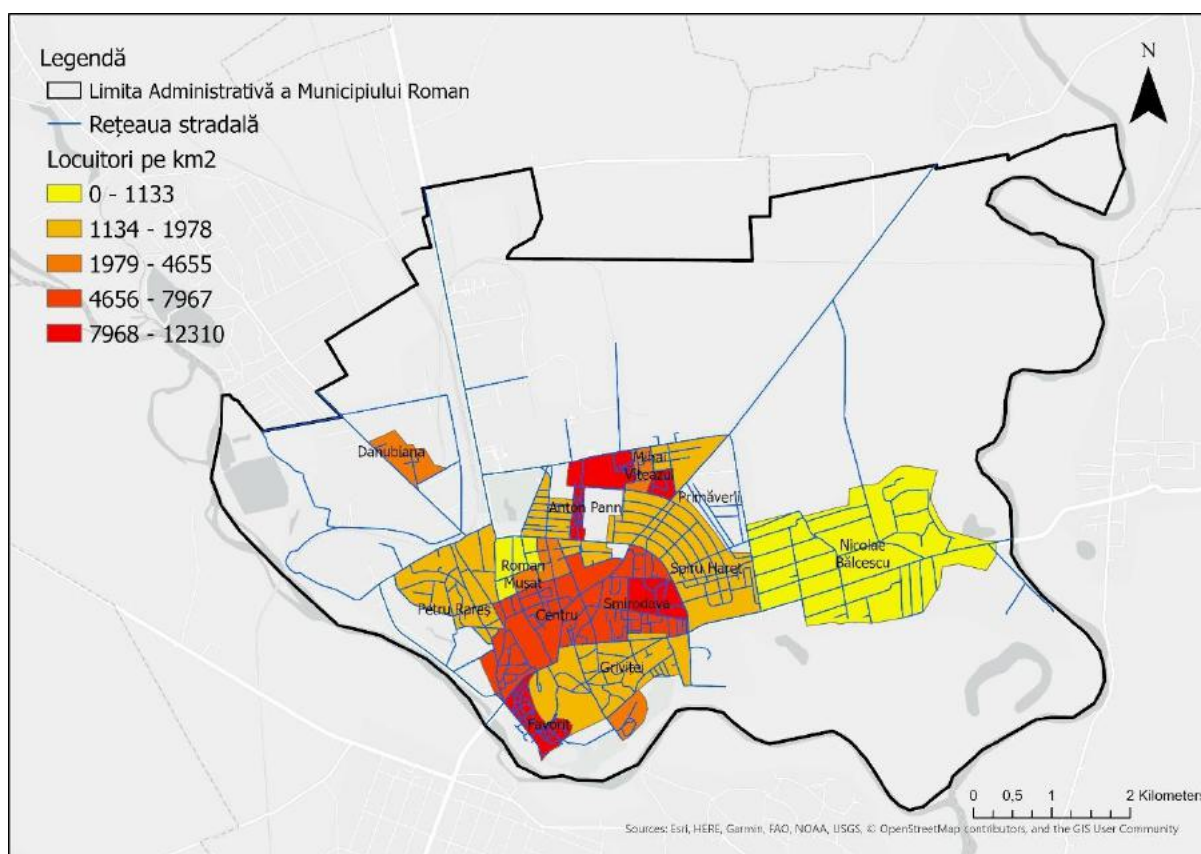 Legendă
Limita Administrativă a Municipiului Roman
Rețeaua stradală
Locuitori pe km2
0 - 1133
1134 - 1978
1979 - 4655
4656 - 7967
7968 - 12310
N
Danubiana
Mihai
Viteazul
Primăverii
Anton Pann
Nicolae
Bălcescu
Roman
Mușat
Spiru Haret
Petru Rareș
Centru
Smirodava
Griviței
Favorit
0 0,5 1 2 Kilometers
Sources: Esri, HERE, Garmin, FAO, NOAA, USGS, © OpenStreetMap contributors, and the GIS User Community